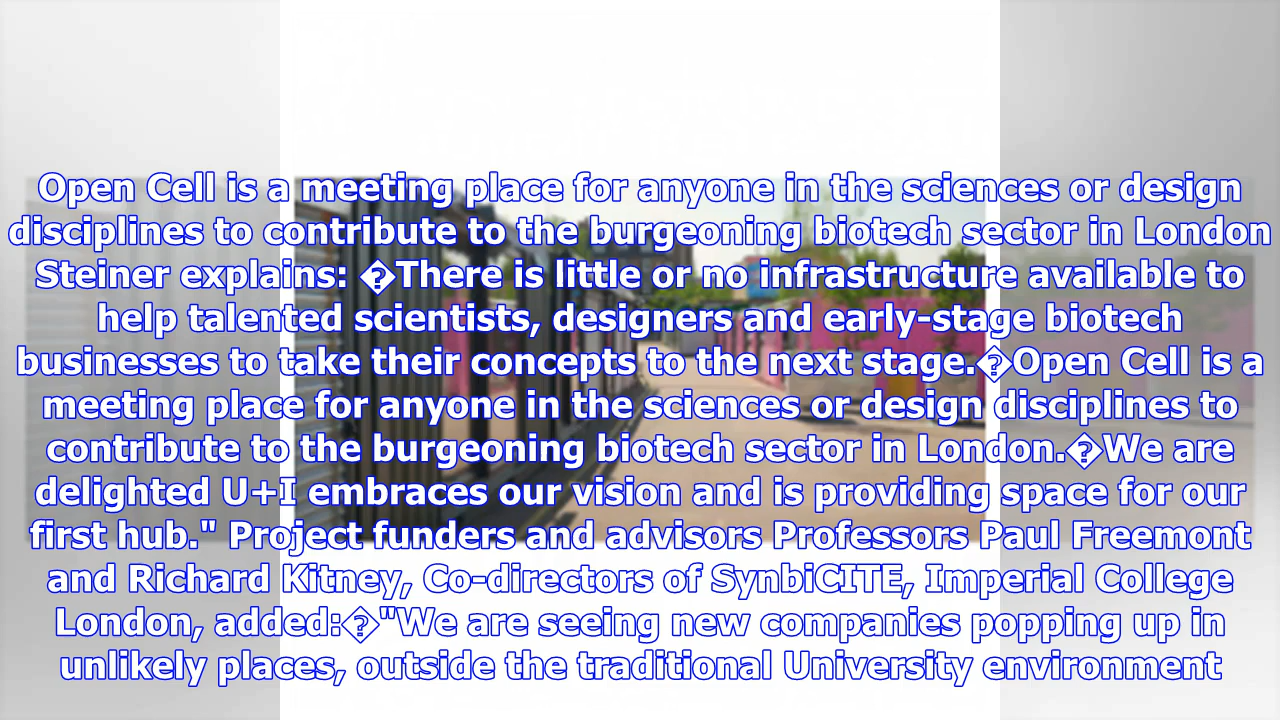 Open Cell is a meeting place for anyone in the sciences or design
disciplines to contribute to the burgeoning biotech sector in London
Steiner explains: �There is little or no infrastructure available to
help talented scientists, designers and early-stage biotech
businesses to take their concepts to the next stage.�Open Cell is a
meeting place for anyone in the sciences or design disciplines to
contribute to the burgeoning biotech sector in London.�We are
delighted U+I embraces our vision and is providing space for our
first hub." Project funders and advisors Professors Paul Freemont
and Richard Kitney, Co-directors of SynbiCITE, Imperial College
London, added:�"We are seeing new companies popping up in
unlikely places, outside the traditional University environment